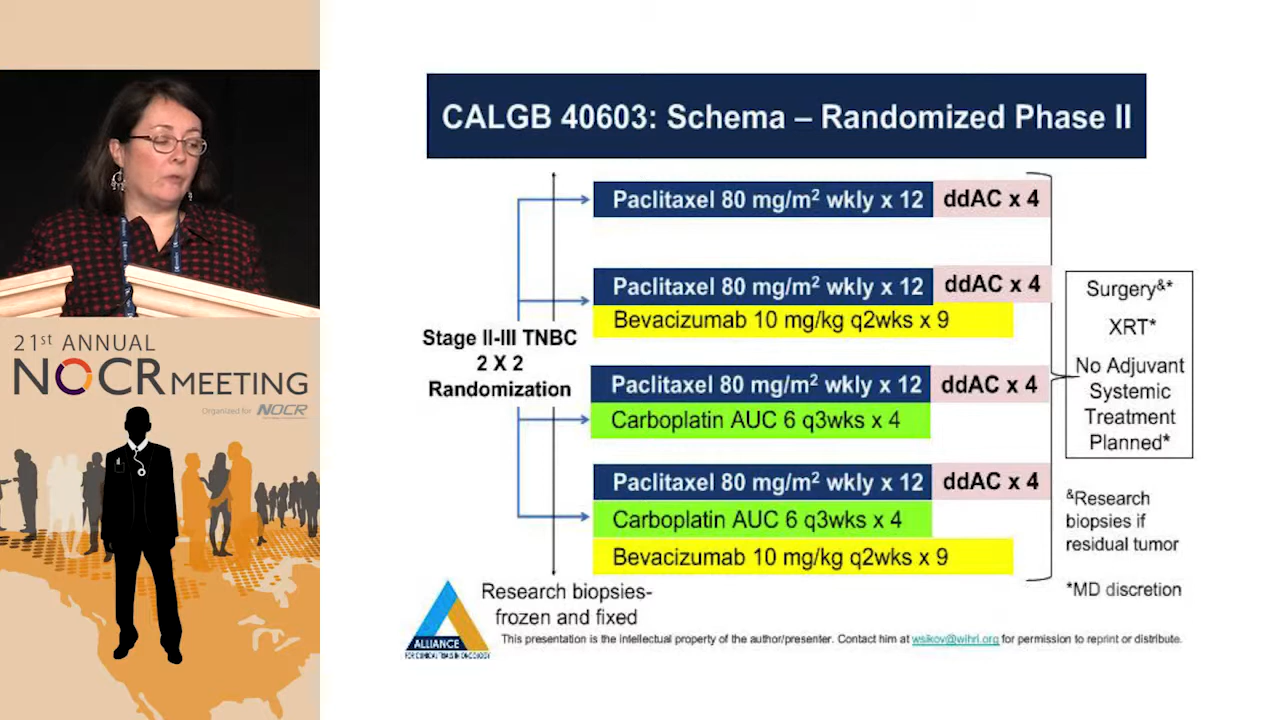 CALGB 40603: Schema – Randomized Phase II
Paclitaxel 80 mg/m² wkly x 12
ddAC x 4
Paclitaxel 80 mg/m² wkly x 12
ddAC x 4
Bevacizumab 10 mg/kg q2wks x 9
Stage II-III TNBC
2 X 2
Randomization
Paclitaxel 80 mg/m² wkly x 12
ddAC x 4
Carboplatin AUC 6 q3wks x 4
Paclitaxel 80 mg/m² wkly x 12
ddAC x 4
Carboplatin AUC 6 q3wks x 4
Bevacizumab 10 mg/kg q2wks x 9
Surgery&*
XRT*
No Adjuvant
Systemic
Treatment
Planned*
&Research
biopsies if
residual tumor
*MD discretion
Research biopsies-
frozen and fixed
ALLIANCE
FOR CLINICAL TRIALS IN ONCOLOGY
This presentation is the intellectual property of the author/presenter. Contact him at wsikov@wihri.org for permission to reprint or distribute.
21st ANNUAL
NOCR MEETING
Organized for NOCR